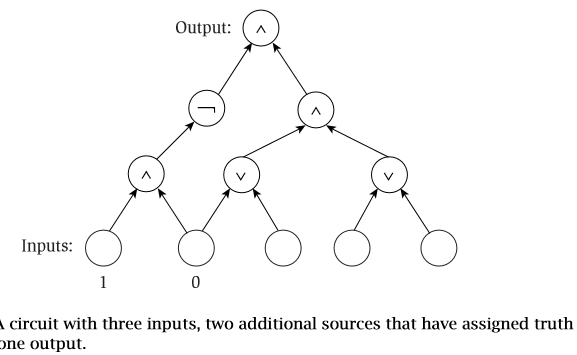 Output: ∧
¬ ∧
∧ ∨ ∨
Inputs:
1 0
A circuit with three inputs, two additional sources that have assigned truth
one output.